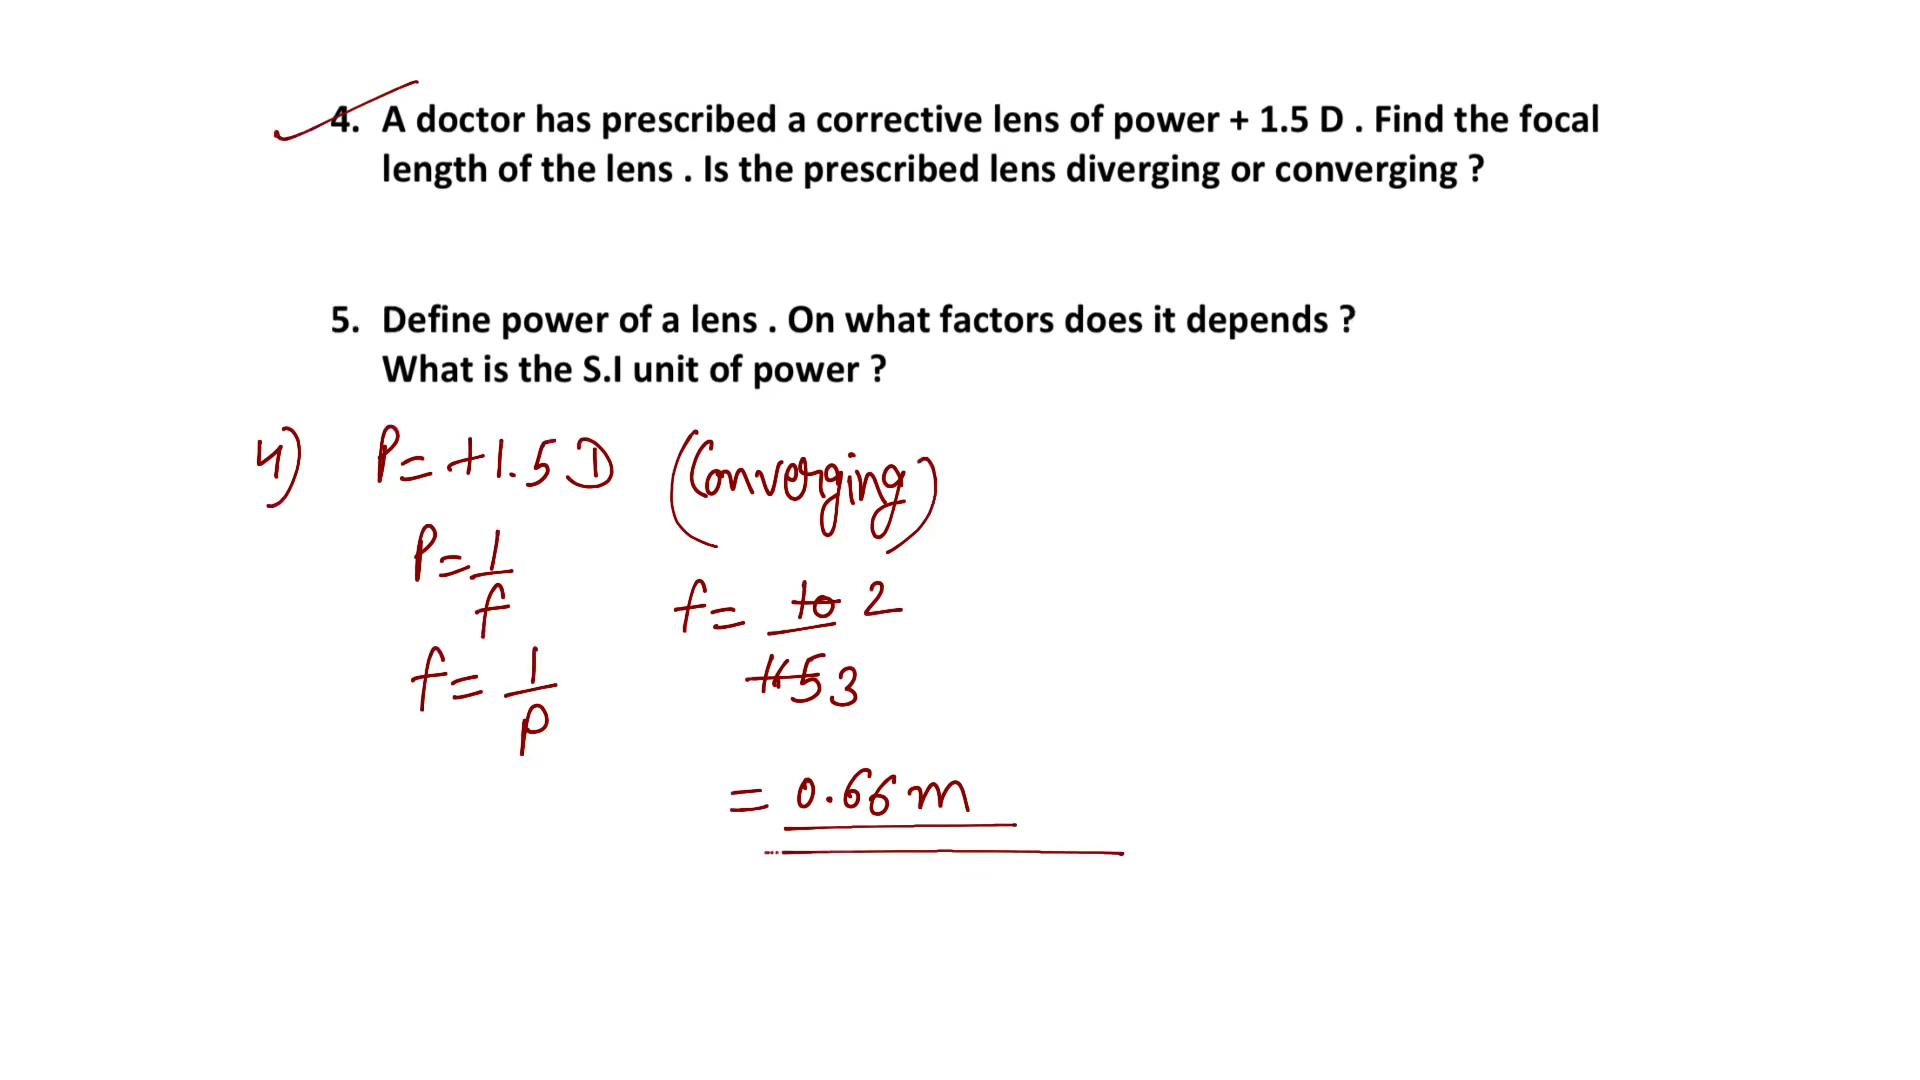 4. A doctor has prescribed a corrective lens of power + 1.5 D . Find the focal
length of the lens . Is the prescribed lens diverging or converging ?
5. Define power of a lens . On what factors does it depends ?
What is the S.I unit of power ?
4) P = +1.5 D (Converging)
P = 1/f
f = 10 2
15 3
f = 1/P
= 0.66 m